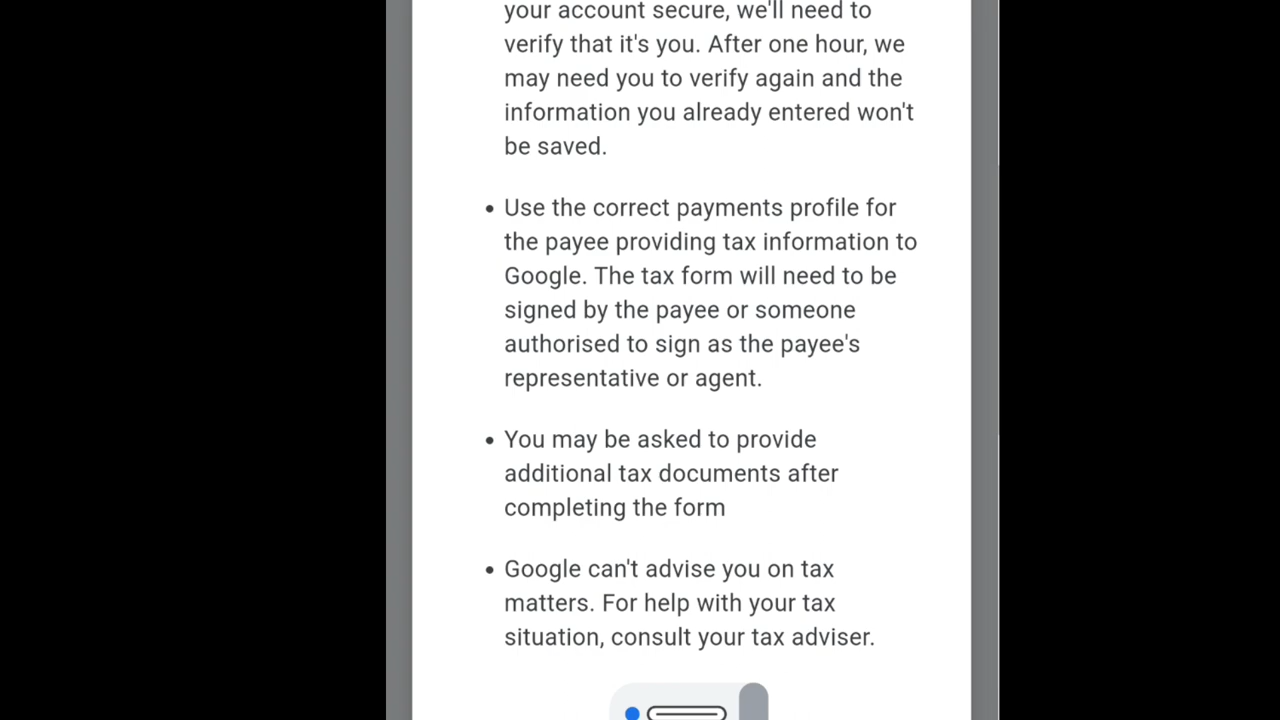 your account secure, we'll need to
verify that it's you. After one hour, we
may need you to verify again and the
information you already entered won't
be saved.
• Use the correct payments profile for
the payee providing tax information to
Google. The tax form will need to be
signed by the payee or someone
authorised to sign as the payee's
representative or agent.
• You may be asked to provide
additional tax documents after
completing the form
• Google can't advise you on tax
matters. For help with your tax
situation, consult your tax adviser.